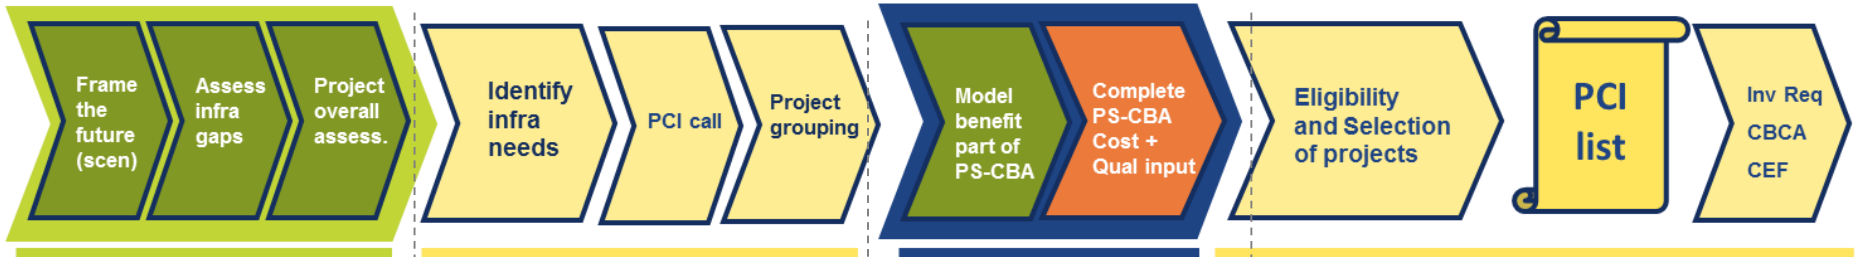 Frame
the
future
(scen)
Assess
infra
gaps
Project
overall
assess.
Identify
infra
needs
PCI call
Project
grouping
Model
benefit
part of
PS-CBA
Complete
PS-CBA
Cost +
Qual input
Eligibility
and Selection
of projects
PCI
list
Inv Req
CBCA
CEF